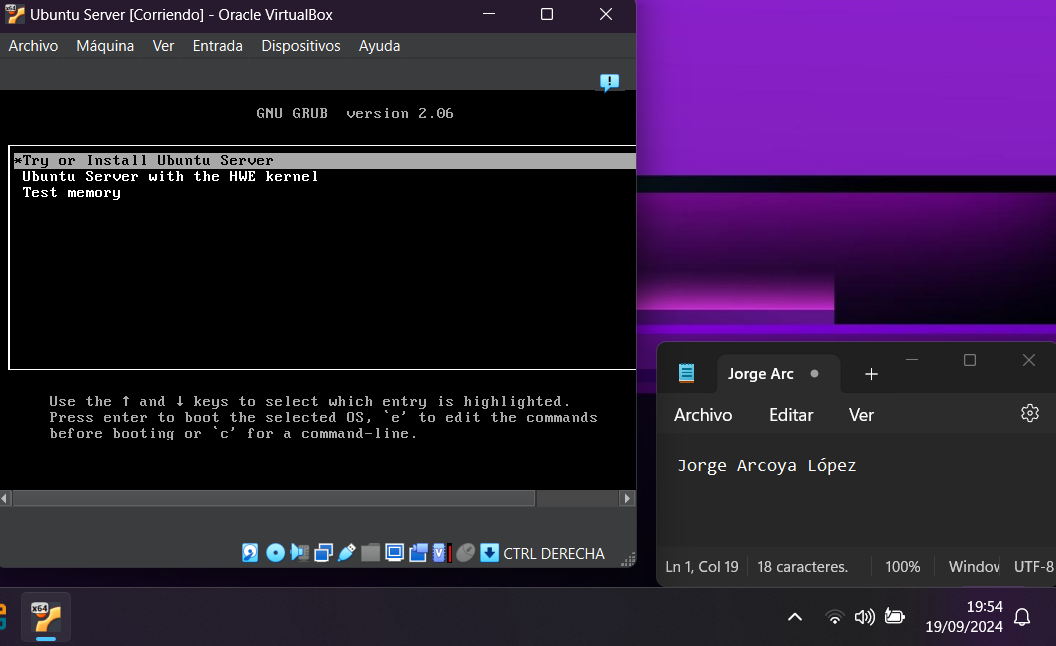 Ubuntu Server [Corriendo] - Oracle VirtualBox
Archivo Máquina Ver Entrada Dispositivos Ayuda
GNU GRUB version 2.06
*Try or Install Ubuntu Server
Ubuntu Server with the HWE kernel
Test memory
Use the ↑ and ↓ keys to select which entry is highlighted.
Press enter to boot the selected OS, `e' to edit the commands
before booting or `c' for a command-line.
CTRL DERECHA
Jorge Arc
Archivo Editar Ver
Jorge Arcoya López
Ln 1, Col 19 18 caracteres. 100% Window UTF-8
x64
19:54
19/09/2024